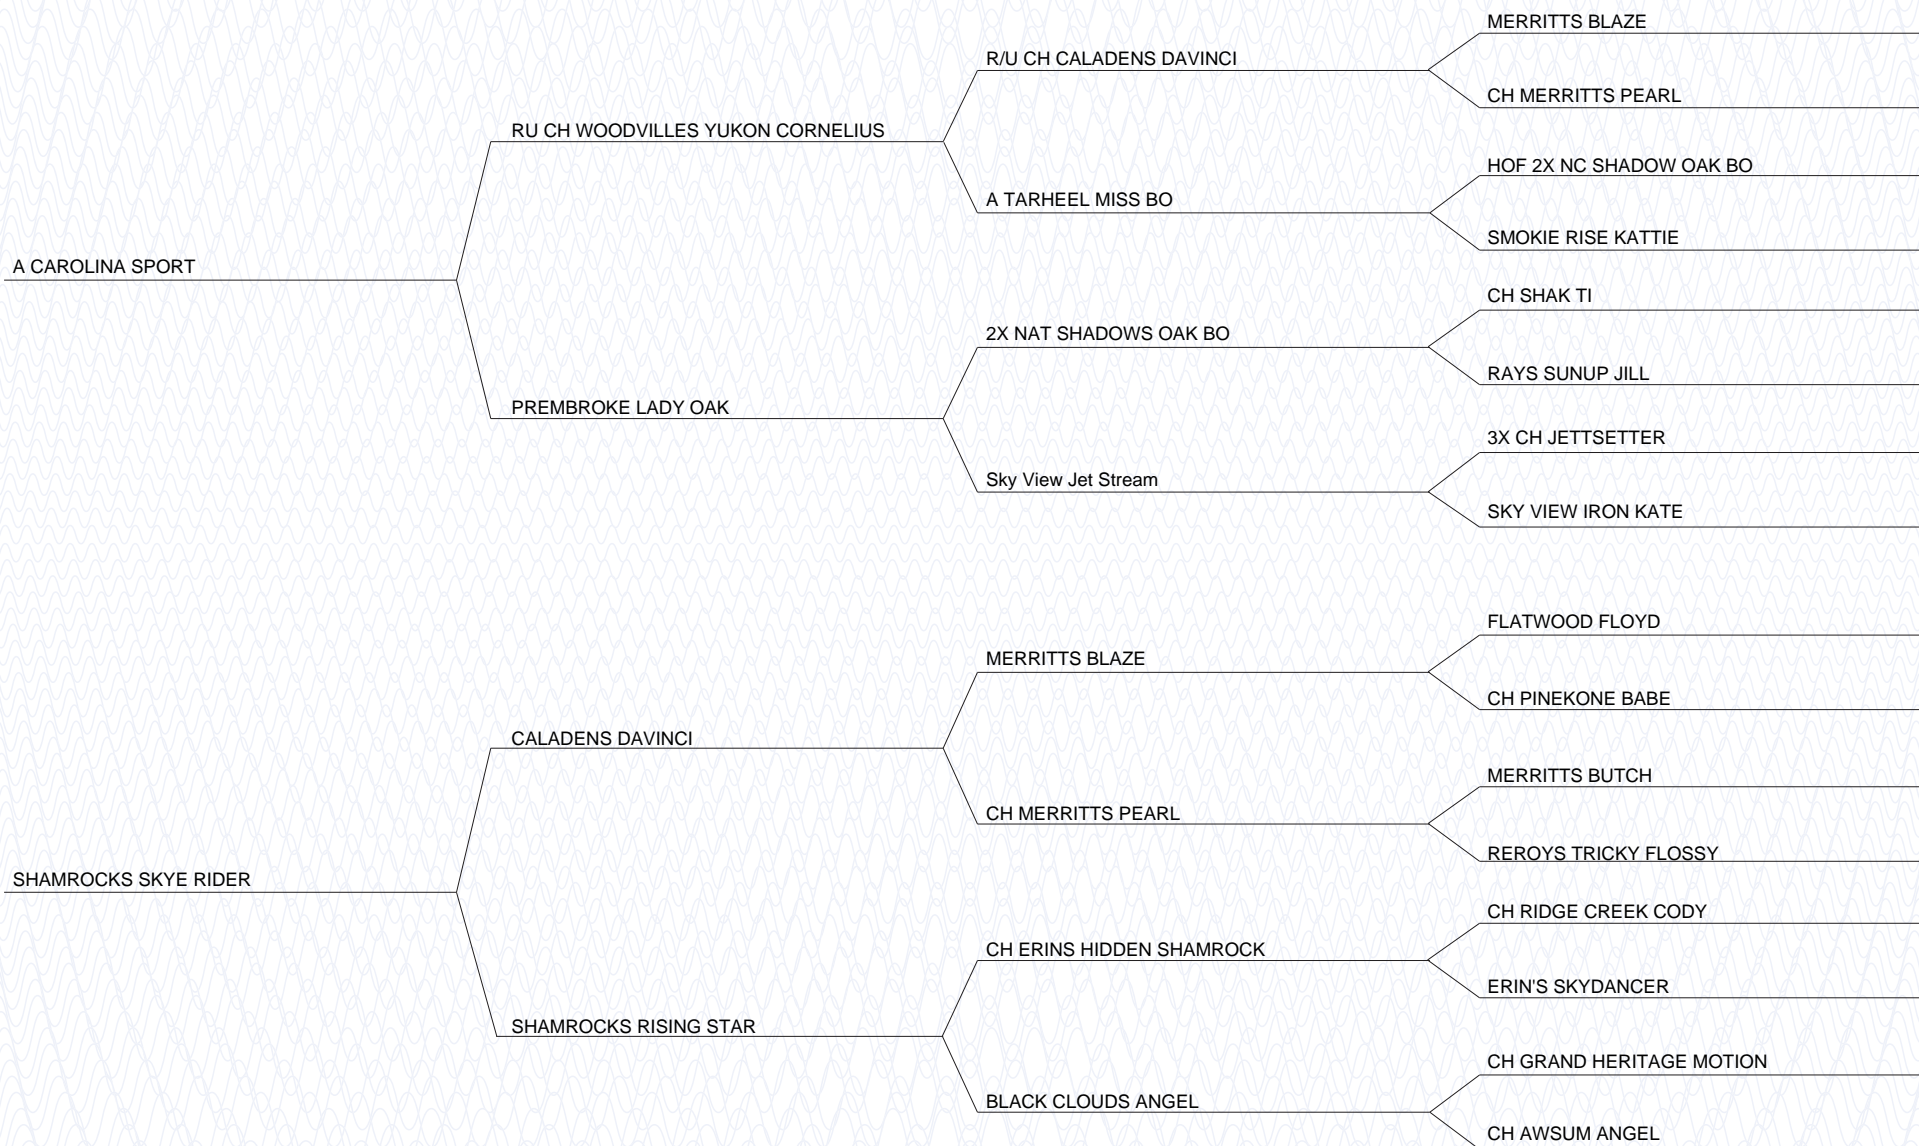 MERRITTS BLAZE
R/U CH CALADENS DAVINCI
CH MERRITTS PEARL
RU CH WOODVILLES YUKON CORNELIUS
HOF 2X NC SHADOW OAK BO
A TARHEEL MISS BO
SMOKIE RISE KATTIE
A CAROLINA SPORT
CH SHAK TI
2X NAT SHADOWS OAK BO
RAYS SUNUP JILL
PREMBROKE LADY OAK
3X CH JETTSETTER
Sky View Jet Stream
SKY VIEW IRON KATE
FLATWOOD FLOYD
MERRITTS BLAZE
CH PINEKONE BABE
CALADENS DAVINCI
MERRITTS BUTCH
CH MERRITTS PEARL
REROYS TRICKY FLOSSY
SHAMROCKS SKYE RIDER
CH RIDGE CREEK CODY
CH ERINS HIDDEN SHAMROCK
ERIN'S SKYDANCER
SHAMROCKS RISING STAR
CH GRAND HERITAGE MOTION
BLACK CLOUDS ANGEL
CH AWSUM ANGEL